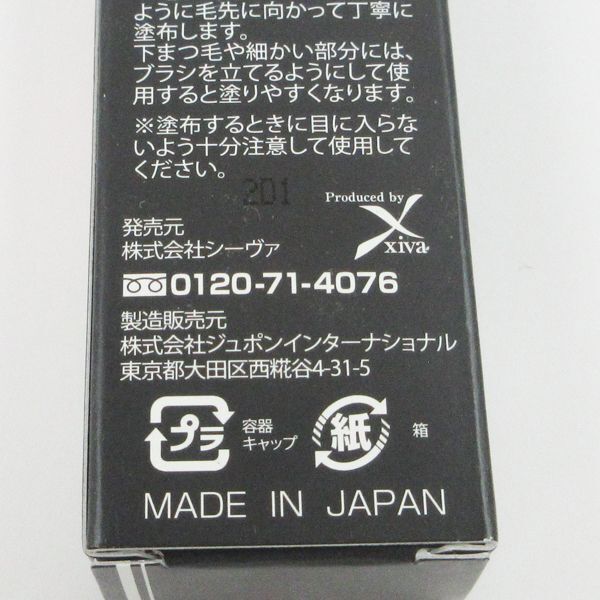 ように毛先に向かって丁寧に
塗布します。
下まつ毛や細かい部分には、
ブラシを立てるようにして使
用すると塗りやすくなります。
※塗布するときに目に入らな
いよう十分注意して使用して
ください。
201
Produced by
xiva
発売元
株式会社シーヴァ
0120-71-4076
製造販売元
株式会社ジュポンインターナショナル
東京都大田区西糀谷4-31-5
プラ 容器
キャップ
紙 箱
MADE IN JAPAN